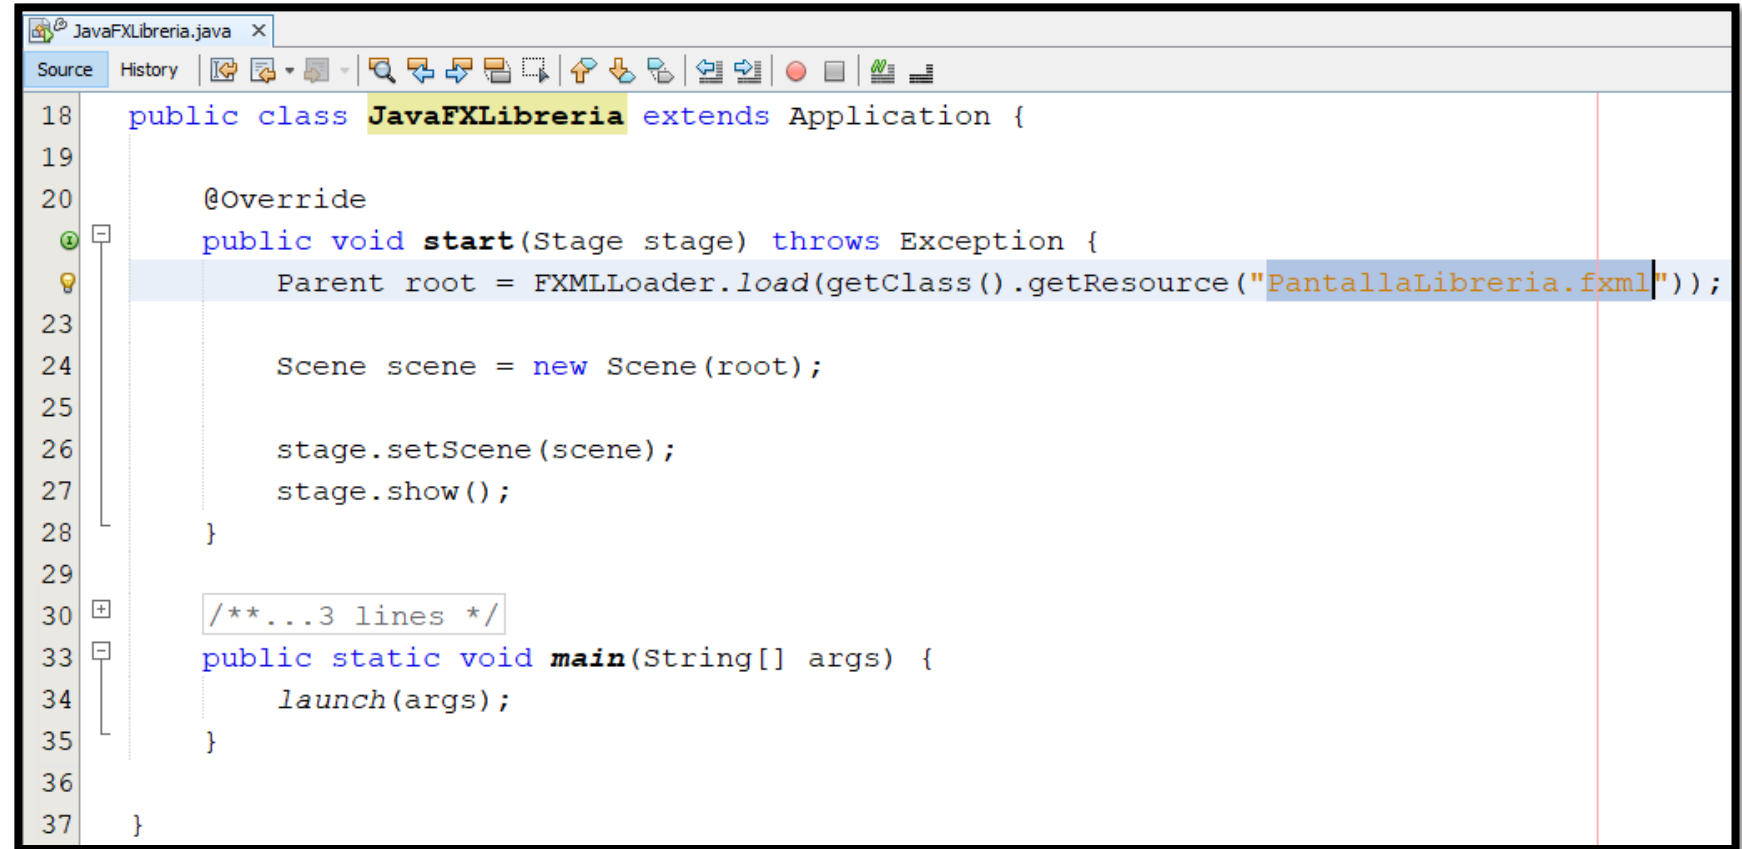 JavaFXLibreria.java
Source History
18 public class JavaFXLibreria extends Application {
19
20 @Override
public void start(Stage stage) throws Exception {
Parent root = FXMLLoader.load(getClass().getResource("PantallaLibreria.fxml"));
23
24 Scene scene = new Scene(root);
25
26 stage.setScene(scene);
27 stage.show();
28 }
29
30 /**...3 lines */
33 public static void main(String[] args) {
34 launch(args);
35 }
36
37 }